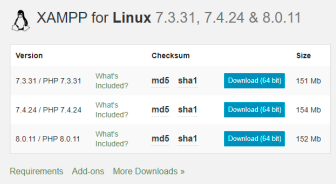 XAMPP for Linux 7.3.31, 7.4.24 & 8.0.11
Version Checksum Size
7.3.31 / PHP 7.3.31 What's Included? md5 sha1 Download (64 bit) 151 Mb
7.4.24 / PHP 7.4.24 What's Included? md5 sha1 Download (64 bit) 154 Mb
8.0.11 / PHP 8.0.11 What's Included? md5 sha1 Download (64 bit) 152 Mb
Requirements Add-ons More Downloads »